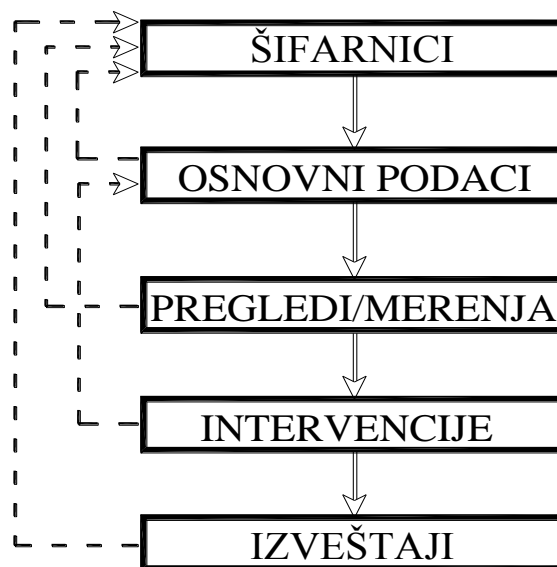 ŠIFARNICI
OSNOVNI PODACI
PREGLEDI/MERENJA
INTERVENCIJE
IZVEŠTAJI